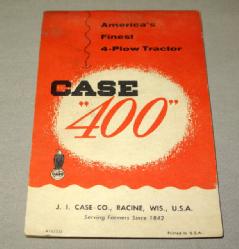 America's
Finest
4-Plow Tractor
CASE
"400"
J. I. CASE CO., RACINE, WIS., U.S.A.
Serving Farmers Since 1842
Printed in U.S.A.